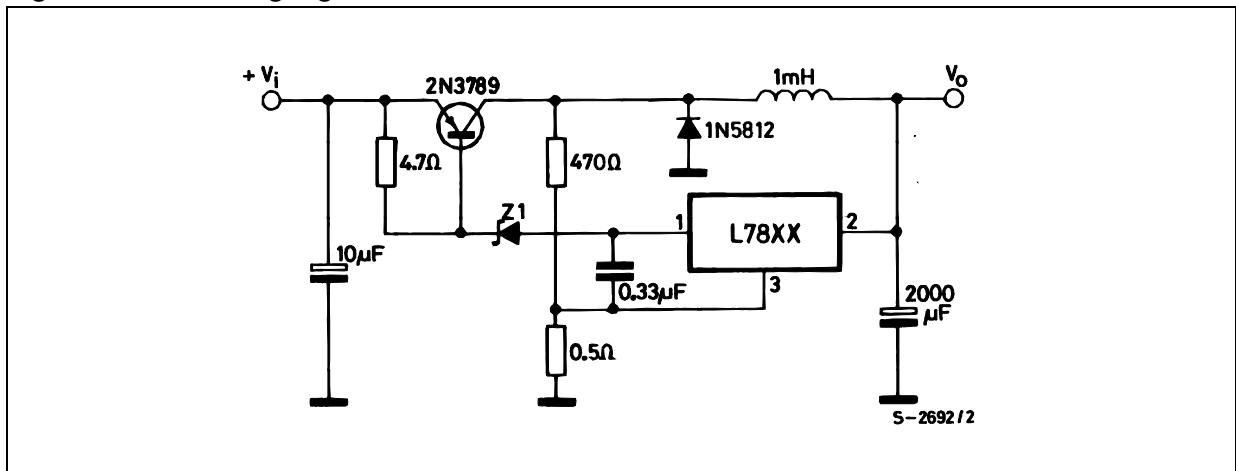 + Vi
2N3789
1mH
Vo
4.7Ω
470Ω
1N5812
Z1
1
L78XX
2
10µF
0.33µF
3
2000
µF
0.5Ω
S-2692/2